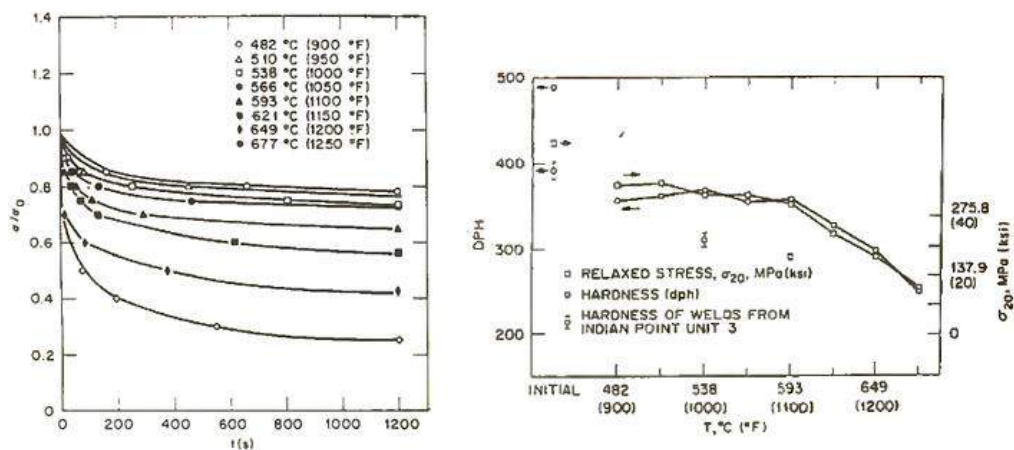 1.4
1.2
1.0
0.8
0.6
0.4
0.2
0
σ/σ0
482 °C (900 °F)
510 °C (950 °F)
538 °C (1000 °F)
566 °C (1050 °F)
593 °C (1100 °F)
621 °C (1150 °F)
649 °C (1200 °F)
677 °C (1250 °F)
0 200 400 600 800 1000 1200
t(s)
500
400
300
200
DPH
RELAXED STRESS, σ20, MPa(ksi)
HARDNESS (dph)
HARDNESS OF WELDS FROM
INDIAN POINT UNIT 3
275.8
(40)
137.9
(20)
0
σ20, MPa (ksi)
INITIAL 482 538 593 649
(900) (1000) (1100) (1200)
T,°C (°F)